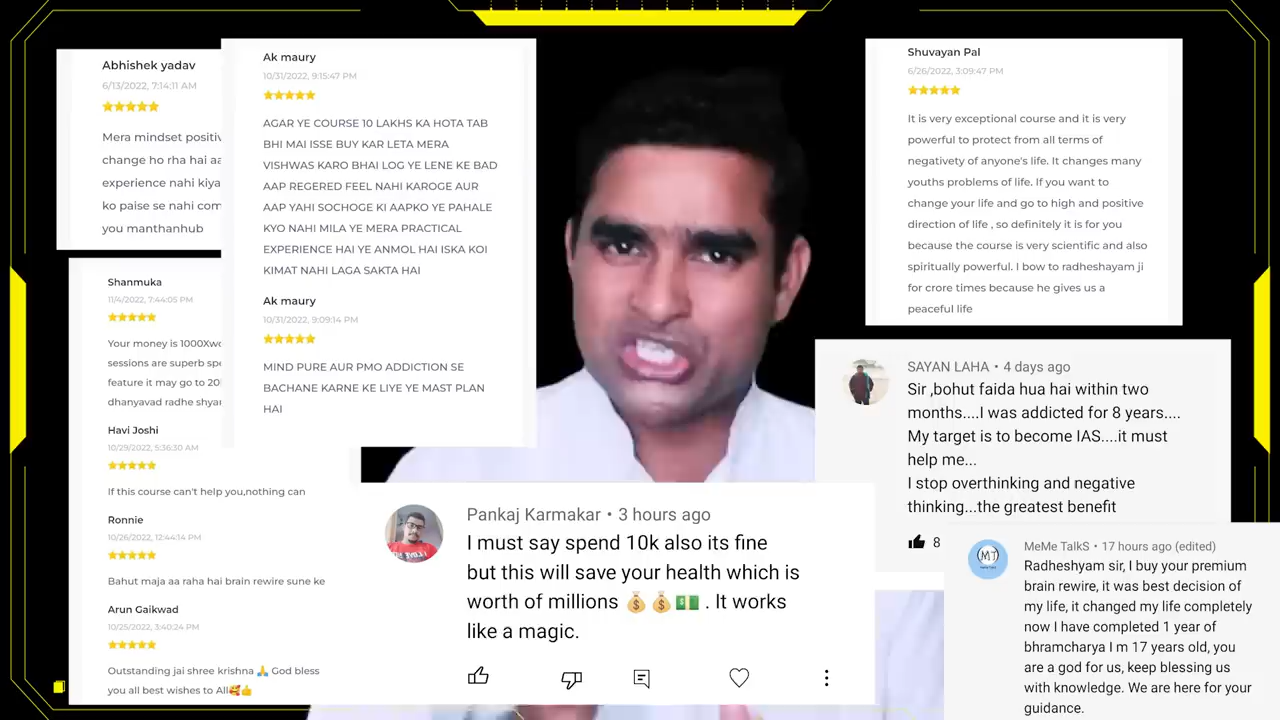 Abhishek yadav
6/13/2022, 7:14:11 AM
Mera mindset positiv
change ho rha hai aa
experience nahi kiya
ko paise se nahi com
you manthanhub
Shanmuka
11/4/2022, 7:44:05 PM
Your money is 1000Xwo
sessions are superb spe
feature it may go to 20
dhanyavad radhe shyar
Havi Joshi
10/29/2022, 5:36:30 AM
If this course can't help you,nothing can
Ronnie
10/26/2022, 12:44:14 PM
Bahut maja aa raha hai brain rewire sune ke
Arun Gaikwad
10/25/2022, 3:40:24 PM
Outstanding jai shree krishna 🙏 God bless
you all best wishes to All🥰👍
Ak maury
10/31/2022, 9:15:47 PM
AGAR YE COURSE 10 LAKHS KA HOTA TAB
BHI MAI ISSE BUY KAR LETA MERA
VISHWAS KARO BHAI LOG YE LENE KE BAD
AAP REGERED FEEL NAHI KAROGE AUR
AAP YAHI SOCHOGE KI AAPKO YE PAHALE
KYO NAHI MILA YE MERA PRACTICAL
EXPERIENCE HAI YE ANMOL HAI ISKA KOI
KIMAT NAHI LAGA SAKTA HAI
Ak maury
10/31/2022, 9:09:14 PM
MIND PURE AUR PMO ADDICTION SE
BACHANE KARNE KE LIYE YE MAST PLAN
HAI
Pankaj Karmakar • 3 hours ago
I must say spend 10k also its fine
but this will save your health which is
worth of millions 💰💰💵 . It works
like a magic.
Shuvayan Pal
6/26/2022, 3:09:47 PM
It is very exceptional course and it is very
powerful to protect from all terms of
negativety of anyone's life. It changes many
youths problems of life. If you want to
change your life and go to high and positive
direction of life , so definitely it is for you
because the course is very scientific and also
spiritually powerful. I bow to radheshayam ji
for crore times because he gives us a
peaceful life
SAYAN LAHA • 4 days ago
Sir ,bohut faida hua hai within two
months....I was addicted for 8 years....
My target is to become IAS....it must
help me...
I stop overthinking and negative
thinking...the greatest benefit
8
MeMe TalkS • 17 hours ago (edited)
Radheshyam sir, I buy your premium
brain rewire, it was best decision of
my life, it changed my life completely
now I have completed 1 year of
bhramcharya I m 17 years old, you
are a god for us, keep blessing us
with knowledge. We are here for your
guidance.